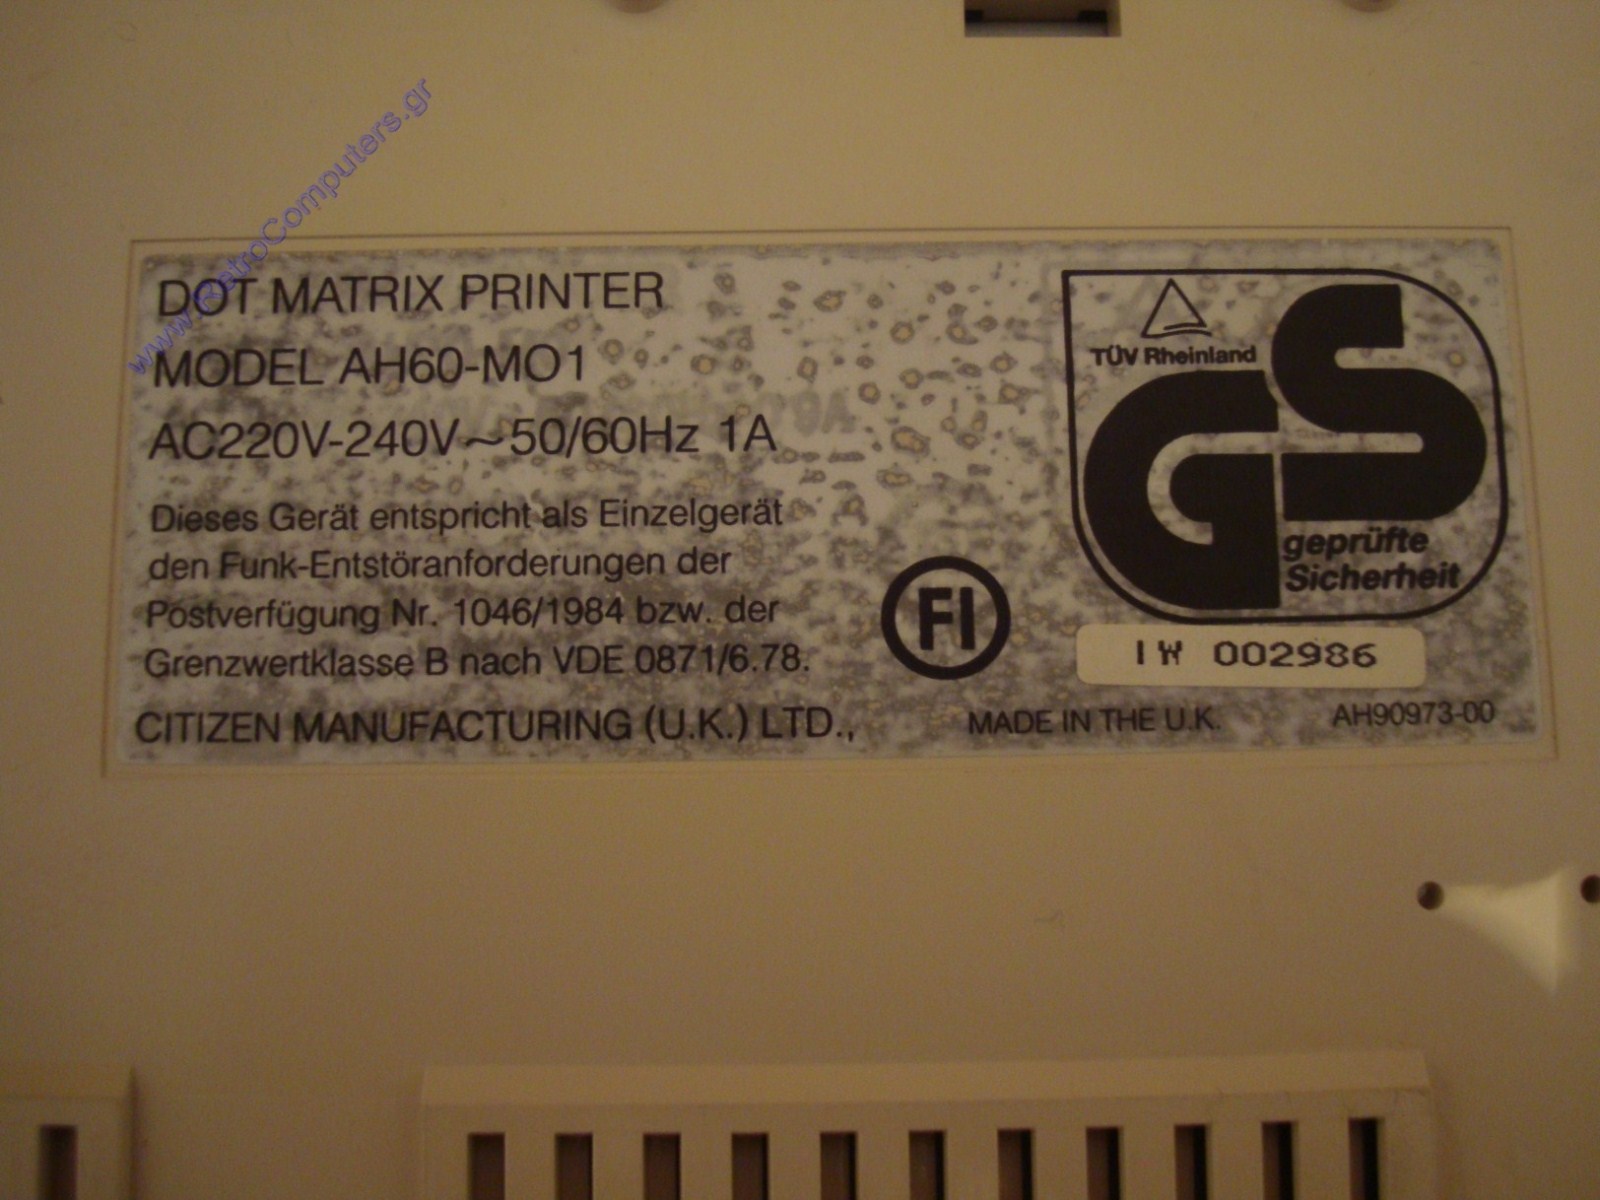 www.RetroComputers.gr
DOT MATRIX PRINTER
MODEL AH60-MO1
AC220V-240V～50/60Hz 1A
Dieses Gerät entspricht als Einzelgerät
den Funk-Entstöranforderungen der
Postverfügung Nr. 1046/1984 bzw. der
Grenzwertklasse B nach VDE 0871/6.78.
FI
TÜV Rheinland
GS
geprüfte
Sicherheit
IW 002986
CITIZEN MANUFACTURING (U.K.) LTD., MADE IN THE U.K. AH90973-00